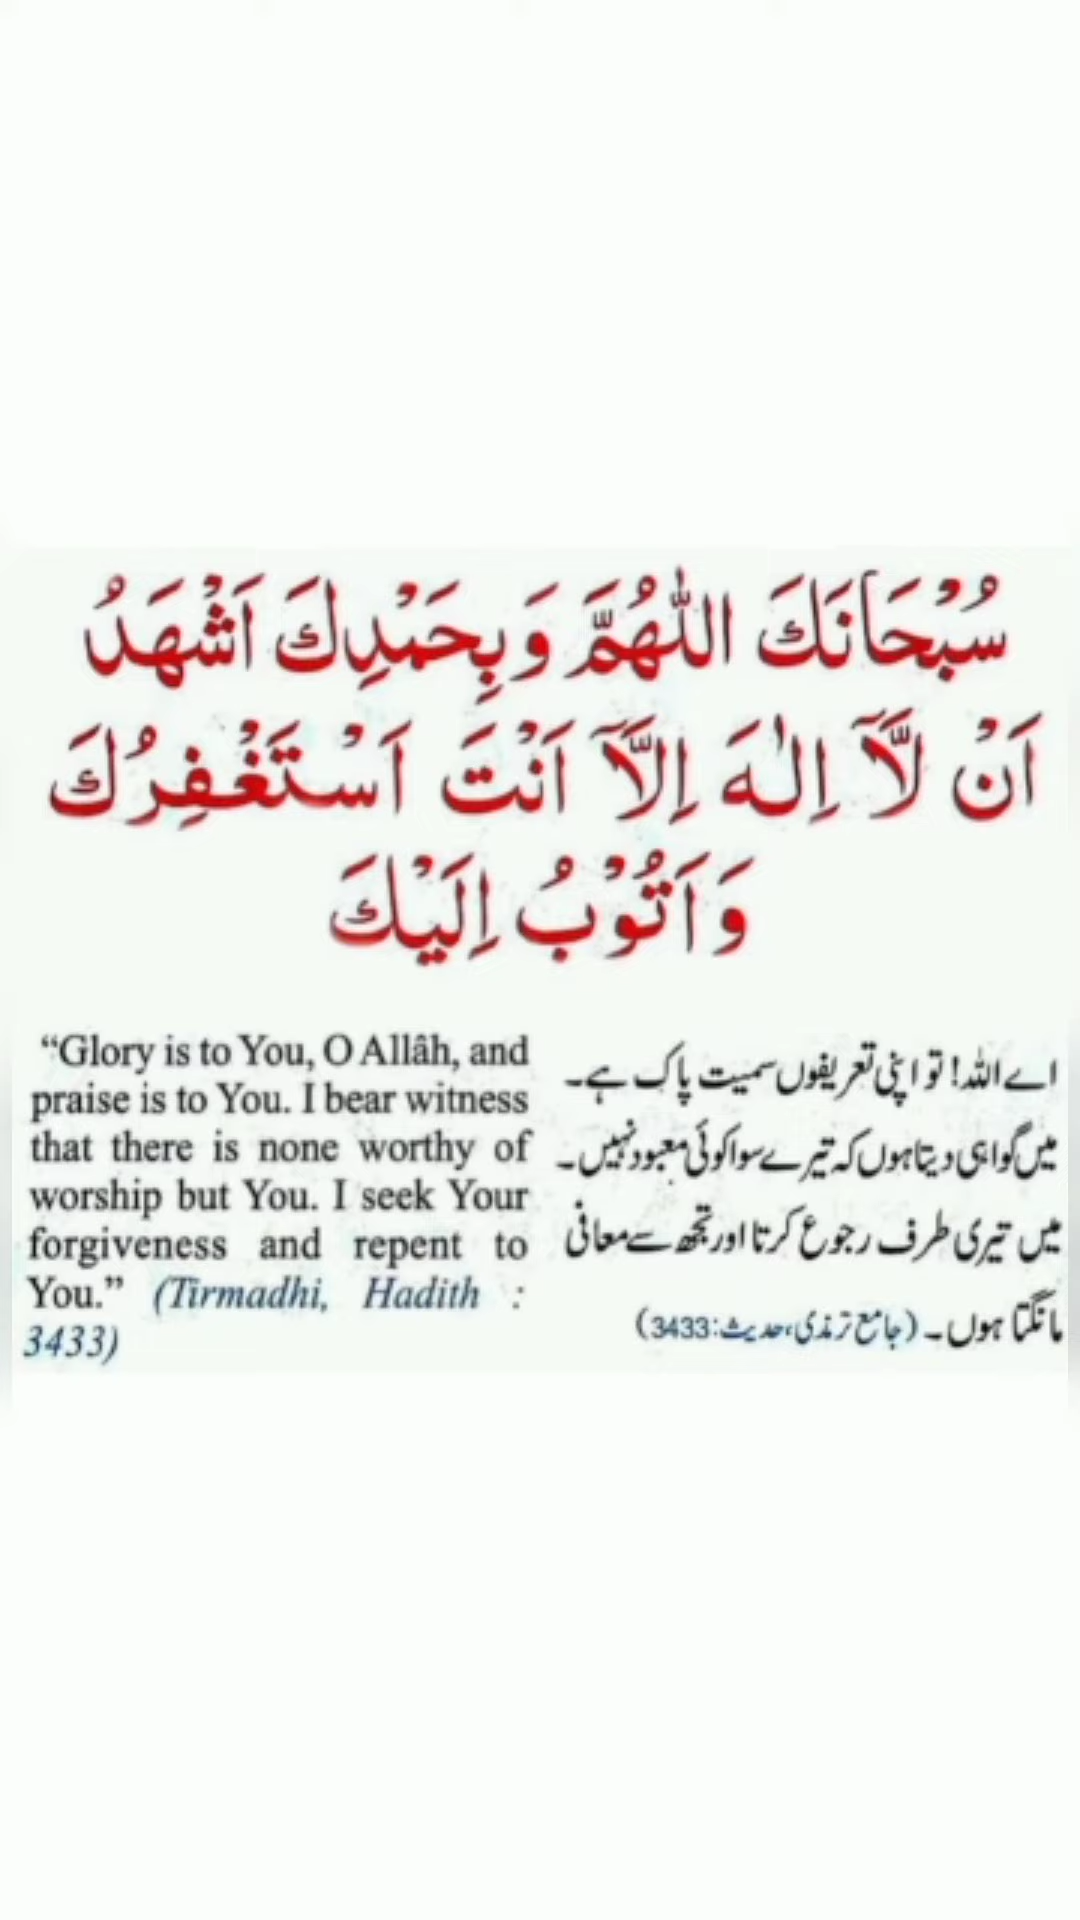 سُبْحَانَكَ اللّٰهُمَّ وَبِحَمْدِكَ اَشْهَدُ
اَنْ لَّآ اِلٰهَ اِلَّآ اَنْتَ اَسْتَغْفِرُكَ
وَاَتُوْبُ اِلَيْكَ
“Glory is to You, O Allâh, and
praise is to You. I bear witness
that there is none worthy of
worship but You. I seek Your
forgiveness and repent to
You.” (Tirmadhi, Hadith :
3433)
اے اللہ! تو اپنی تعریفوں سمیت پاک ہے۔
میں گواہی دیتا ہوں کہ تیرے سوا کوئی معبود نہیں۔
میں تیری طرف رجوع کرتا اور تجھ سے معافی
مانگتا ہوں۔ (جامع ترمذی، حدیث:3433)